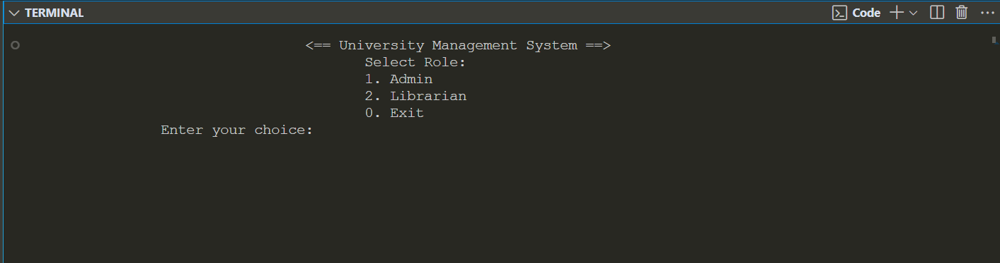 TERMINAL
Code
<== University Management System ==>
Select Role:
1. Admin
2. Librarian
0. Exit
Enter your choice: